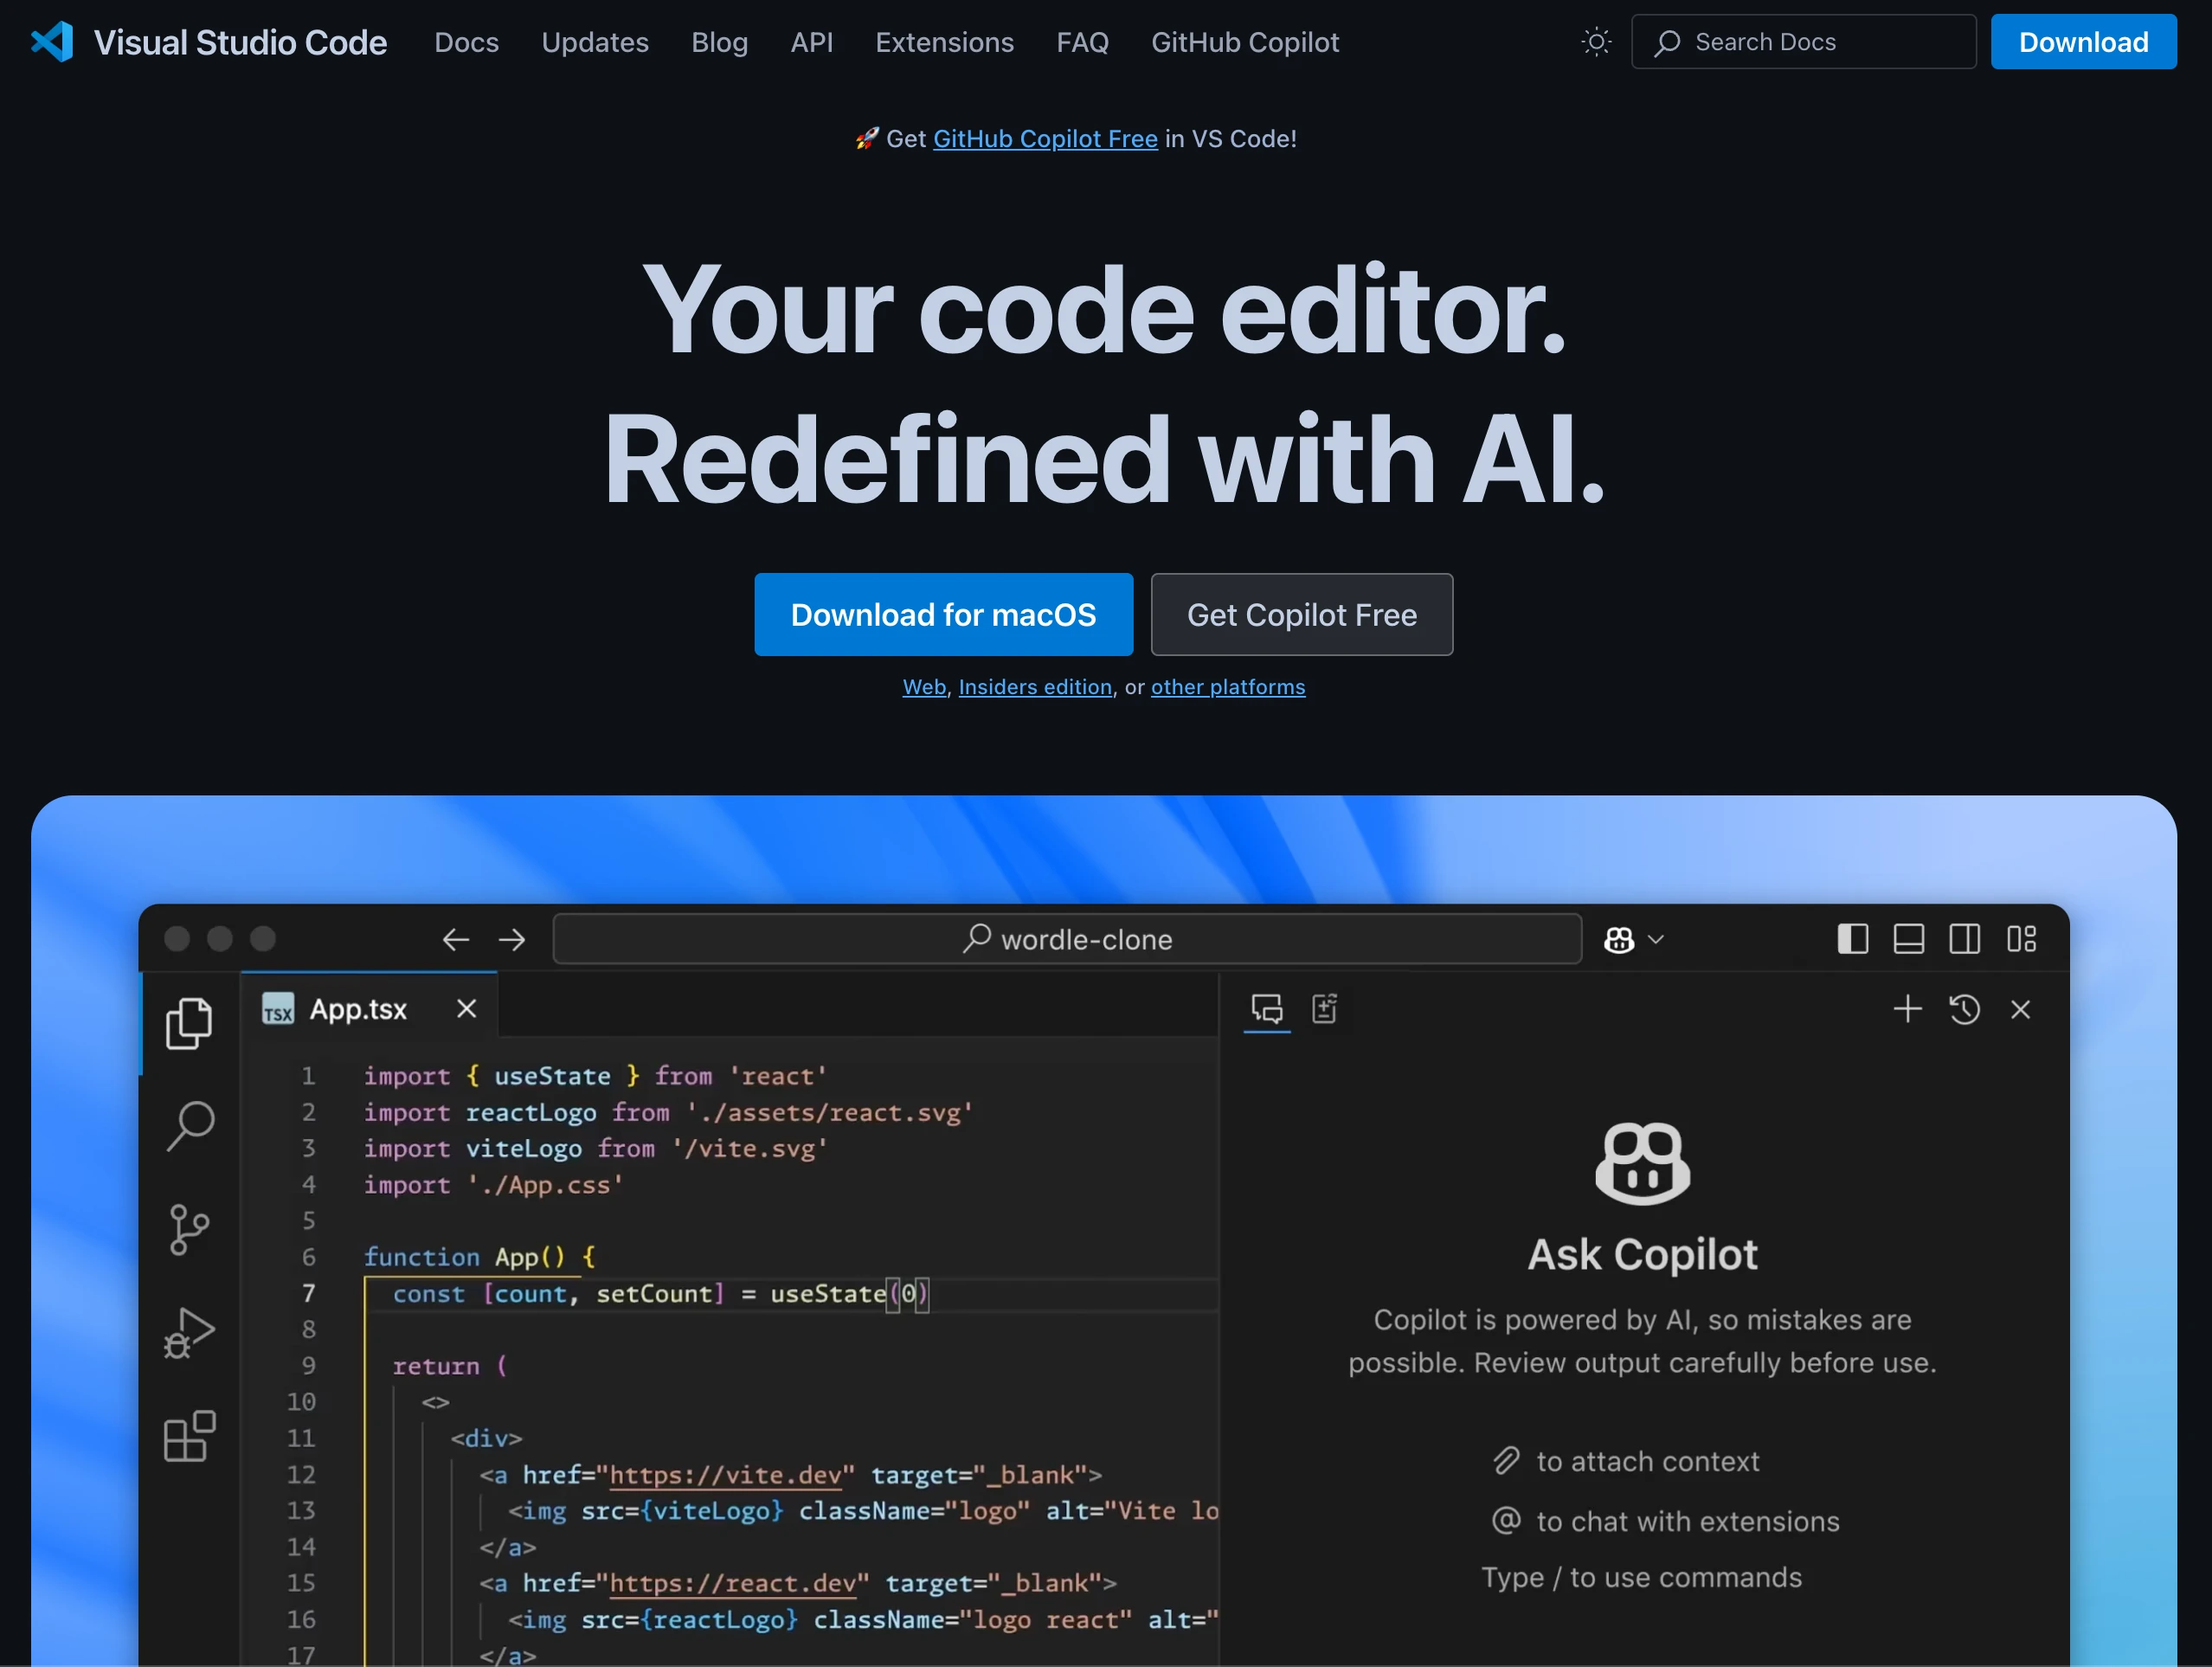 Visual Studio Code Docs Updates Blog API Extensions FAQ GitHub Copilot Search Docs Download
🚀 Get GitHub Copilot Free in VS Code!
Your code editor.
Redefined with AI.
Download for macOS Get Copilot Free
Web, Insiders edition, or other platforms
wordle-clone
TSX App.tsx
1 import { useState } from 'react'
2 import reactLogo from './assets/react.svg'
3 import viteLogo from '/vite.svg'
4 import './App.css'
5
6 function App() {
7 const [count, setCount] = useState(0)
8
9 return (
10 <>
11 <div>
12 <a href="https://vite.dev" target="_blank">
13 <img src={viteLogo} className="logo" alt="Vite lo
14 </a>
15 <a href="https://react.dev" target="_blank">
16 <img src={reactLogo} className="logo react" alt="
17 </a>
Ask Copilot
Copilot is powered by AI, so mistakes are
possible. Review output carefully before use.
to attach context
@ to chat with extensions
Type / to use commands